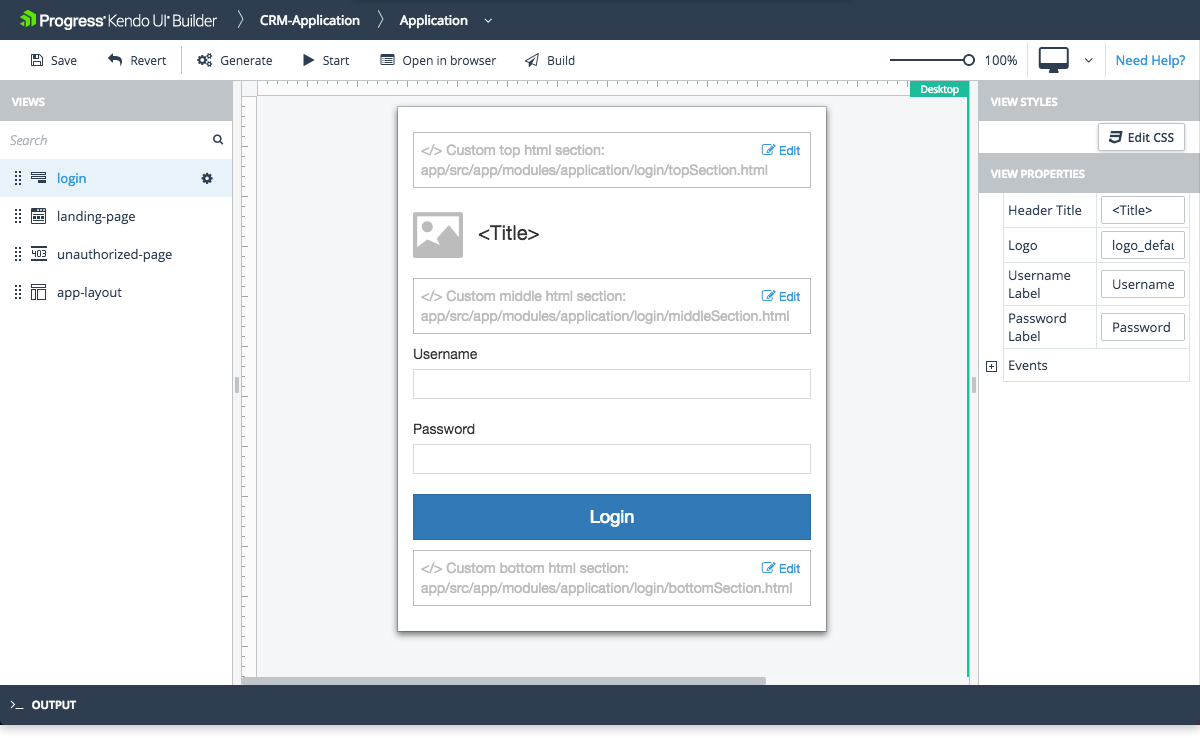 Progress Kendo UI Builder
CRM-Application
Application
Save
Revert
Generate
Start
Open in browser
Build
100%
Need Help?
VIEWS
Search
login
landing-page
403
unauthorized-page
app-layout
Desktop
</> Custom top html section:
Edit
app/src/app/modules/application/login/topSection.html
<Title>
</> Custom middle html section:
Edit
app/src/app/modules/application/login/middleSection.html
Username
Password
Login
</> Custom bottom html section:
Edit
app/src/app/modules/application/login/bottomSection.html
VIEW STYLES
Edit CSS
VIEW PROPERTIES
Header Title
<Title>
Logo
logo_defau
Username
Label
Username
Password
Label
Password
Events
OUTPUT